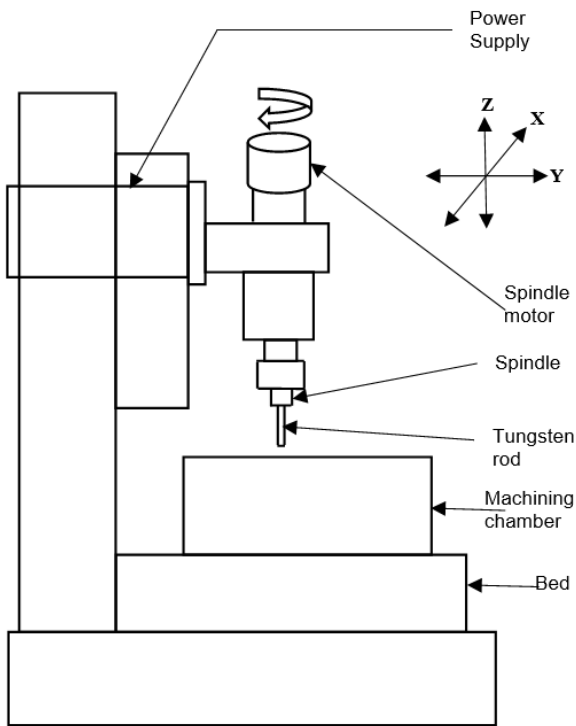 Power
Supply
Z
X
Y
Spindle
motor
Spindle
Tungsten
rod
Machining
chamber
Bed